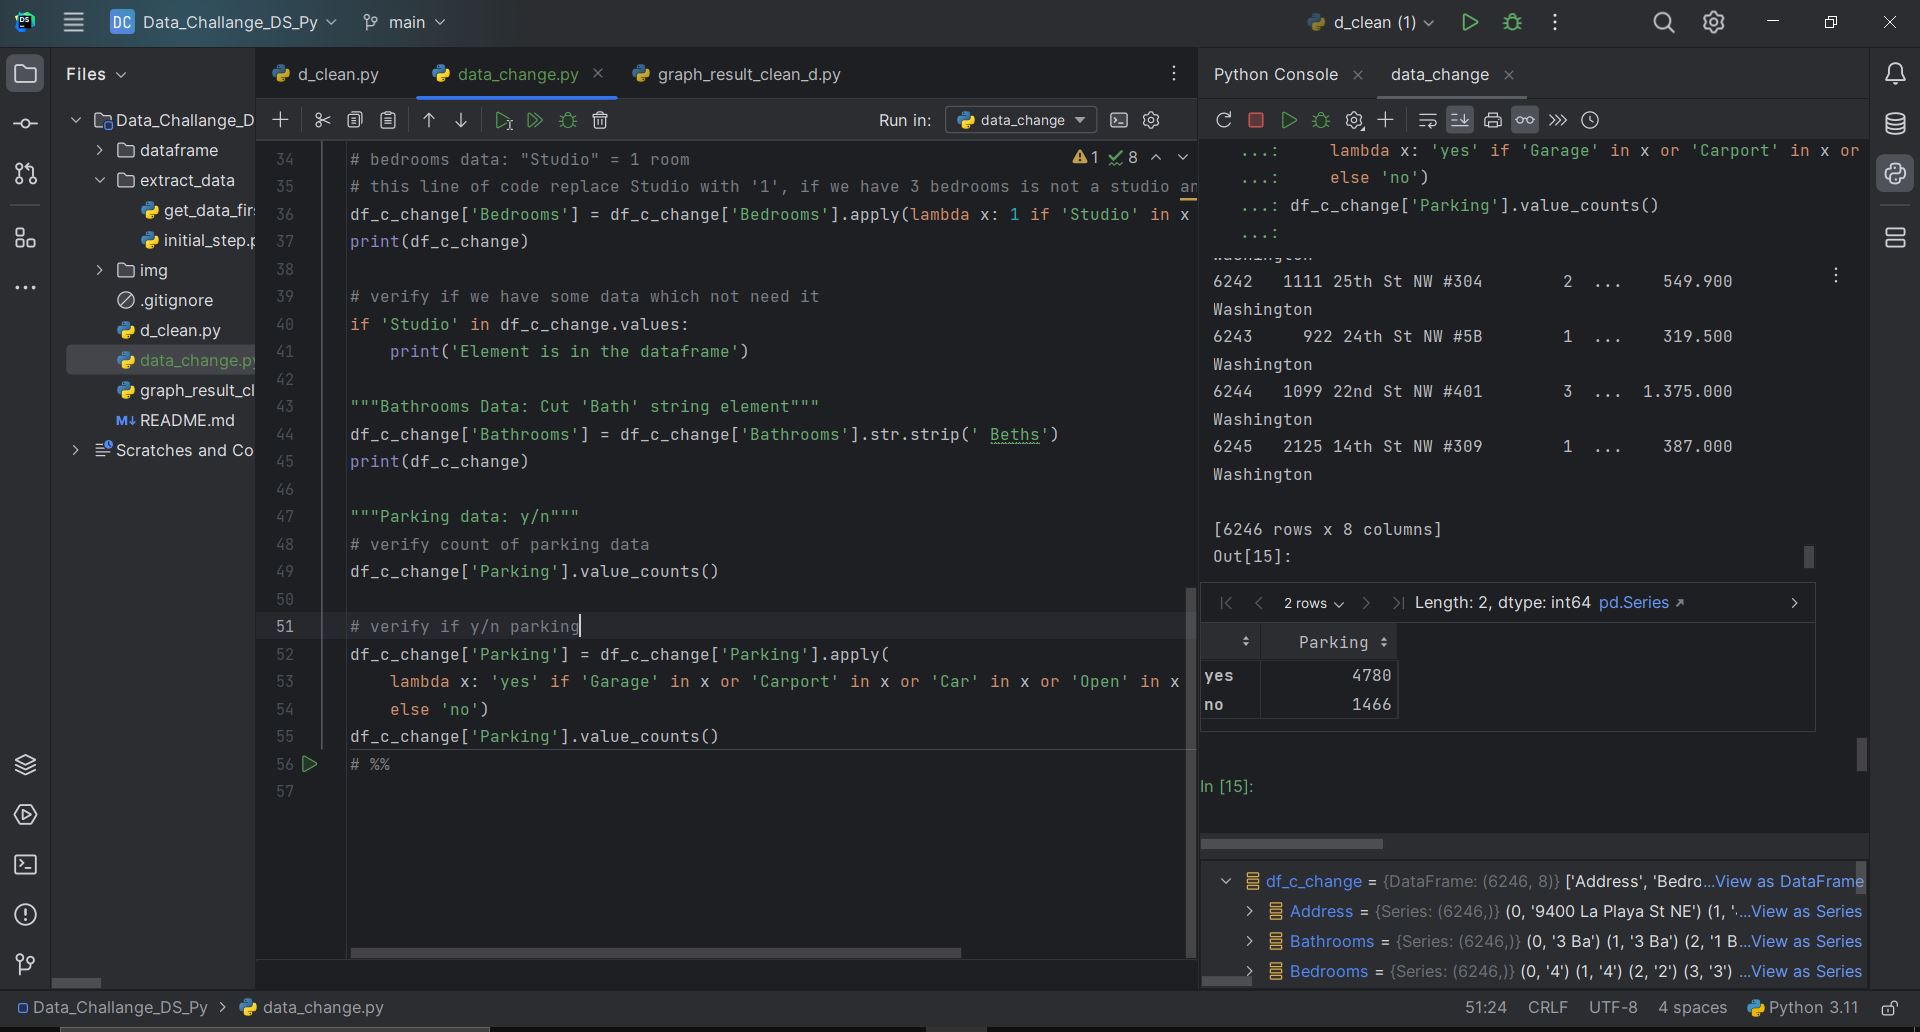 DC Data_Challange_DS_Py main d_clean (1)
Files
d_clean.py data_change.py graph_result_clean_d.py Python Console data_change
Run in: data_change
Data_Challange_D
dataframe
extract_data
get_data_fir
initial_step.p
img
.gitignore
d_clean.py
data_change.py
graph_result_cl
README.md
Scratches and Co
34 # bedrooms data: "Studio" = 1 room
1 8
35 # this line of code replace Studio with '1', if we have 3 bedrooms is not a studio an
36 df_c_change['Bedrooms'] = df_c_change['Bedrooms'].apply(lambda x: 1 if 'Studio' in x
37 print(df_c_change)
38
39 # verify if we have some data which not need it
40 if 'Studio' in df_c_change.values:
41 print('Element is in the dataframe')
42
43 """Bathrooms Data: Cut 'Bath' string element"""
44 df_c_change['Bathrooms'] = df_c_change['Bathrooms'].str.strip(' Beths')
45 print(df_c_change)
46
47 """Parking data: y/n"""
48 # verify count of parking data
49 df_c_change['Parking'].value_counts()
50
51 # verify if y/n parking
52 df_c_change['Parking'] = df_c_change['Parking'].apply(
53 lambda x: 'yes' if 'Garage' in x or 'Carport' in x or 'Car' in x or 'Open' in x
54 else 'no')
55 df_c_change['Parking'].value_counts()
56 # %%
57
...: lambda x: 'yes' if 'Garage' in x or 'Carport' in x or
...: else 'no')
...: df_c_change['Parking'].value_counts()
...:
Washington
6242 1111 25th St NW #304 2 ... 549.900
Washington
6243 922 24th St NW #5B 1 ... 319.500
Washington
6244 1099 22nd St NW #401 3 ... 1.375.000
Washington
6245 2125 14th St NW #309 1 ... 387.000
Washington
[6246 rows x 8 columns]
Out[15]:
2 rows Length: 2, dtype: int64 pd.Series
Parking
yes 4780
no 1466
In [15]:
df_c_change = {DataFrame: (6246, 8)} ['Address', 'Bedro...View as DataFrame
Address = {Series: (6246,)} (0, '9400 La Playa St NE') (1, '...View as Series
Bathrooms = {Series: (6246,)} (0, '3 Ba') (1, '3 Ba') (2, '1 B...View as Series
Bedrooms = {Series: (6246,)} (0, '4') (1, '4') (2, '2') (3, '3') ...View as Series
Data_Challange_DS_Py > data_change.py 51:24 CRLF UTF-8 4 spaces Python 3.11